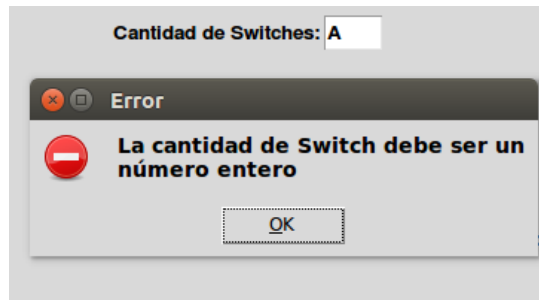 Cantidad de Switches: A
Error
La cantidad de Switch debe ser un
número entero
OK